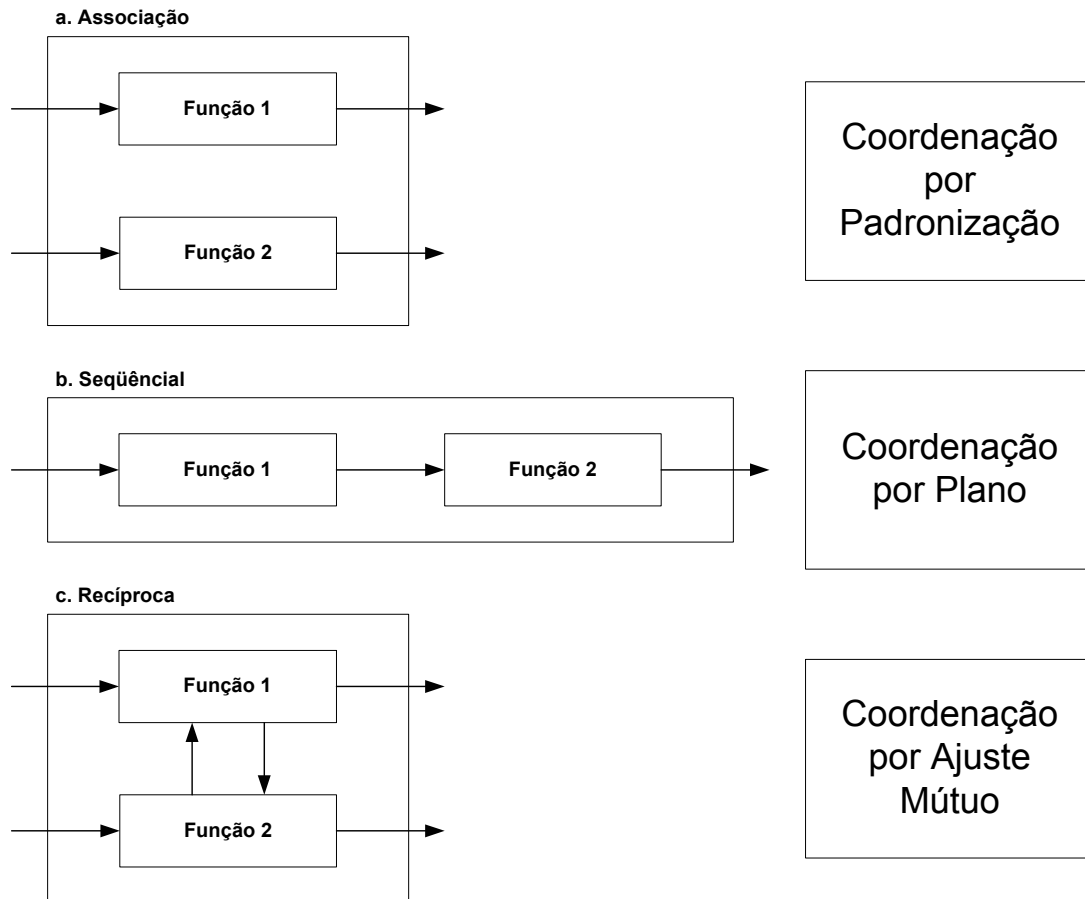 a. Associação
Função 1
Função 2
Coordenação
por
Padronização
b. Seqüêncial
Função 1
Função 2
Coordenação
por Plano
c. Recíproca
Função 1
Função 2
Coordenação
por Ajuste
Mútuo